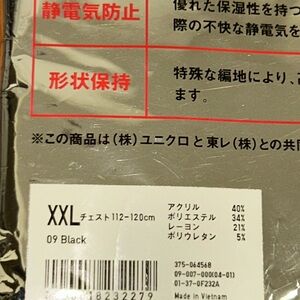 静電気防止
優れた保湿性を持つ
際の不快な静電気を
形状保持
特殊な編地により、
ます。
※この商品は(株)ユニクロと東レ(株)との共同
XXL チェスト112-120cm
09 Black
アクリル 40%
ポリエステル 34%
レーヨン 21%
ポリウレタン 5%
375-064568
09-007-000(04-01)
01-37-0F232A
Made in Vietnam
18232279